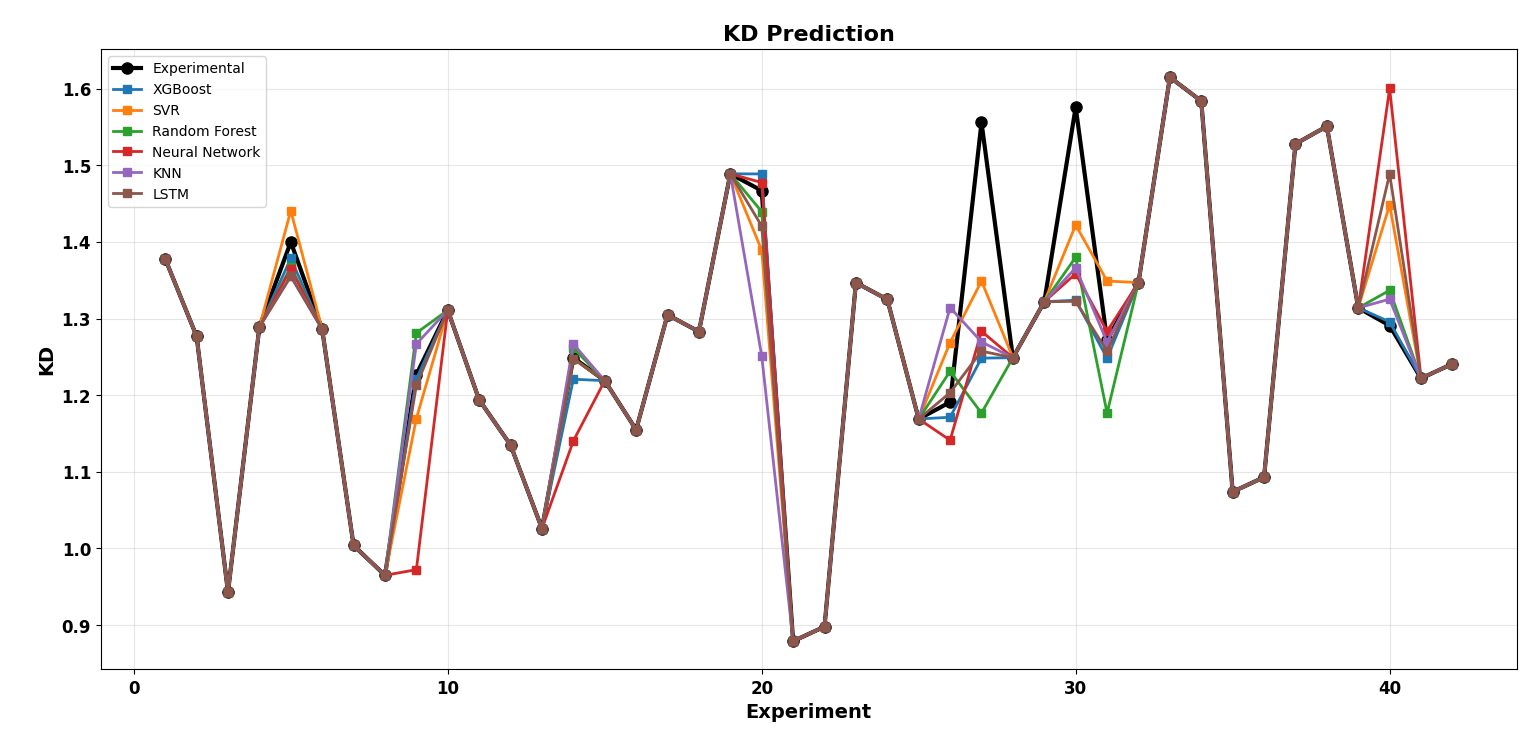 KD Prediction
Experimental
XGBoost
SVR
Random Forest
Neural Network
KNN
LSTM
1.6
1.5
1.4
1.3
1.2
1.1
1.0
0.9
KD
0 10 20 30 40
Experiment